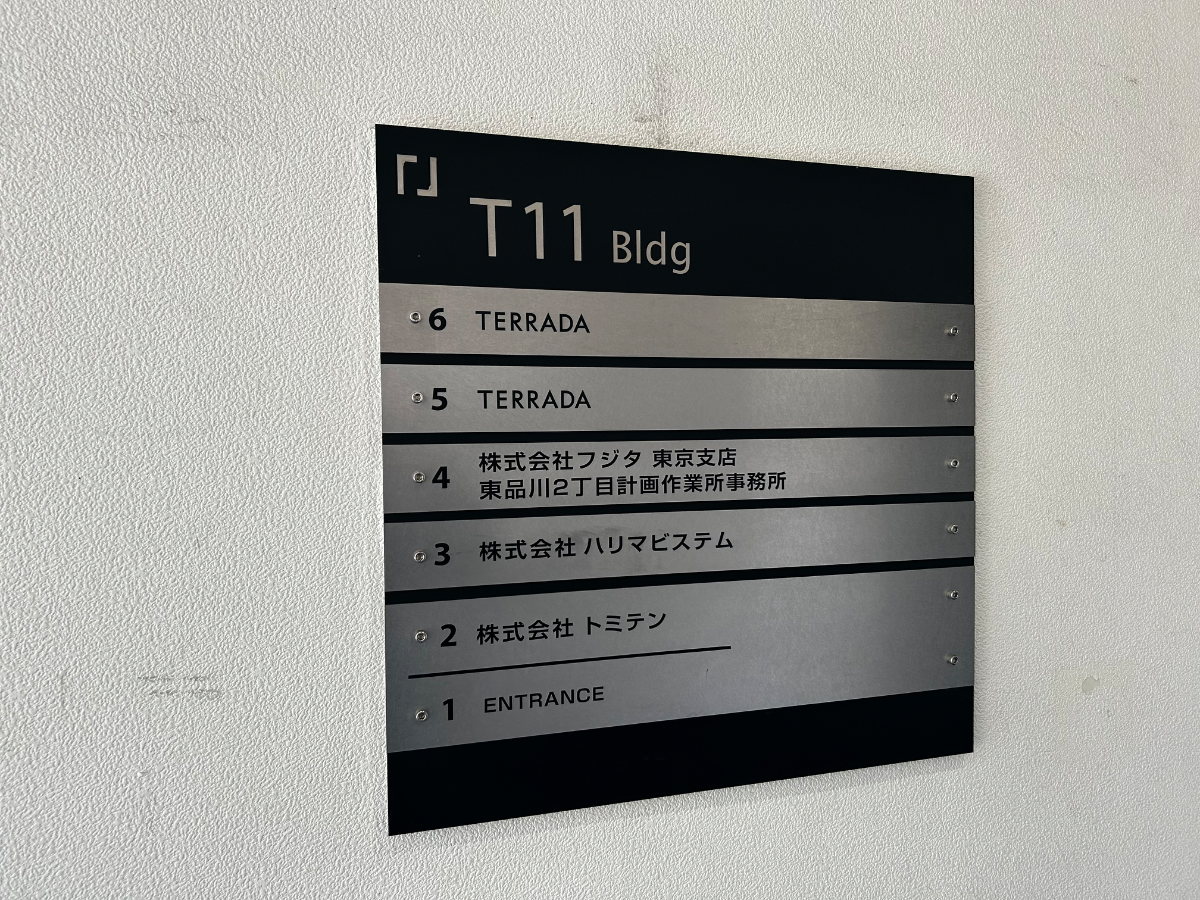 T11 Bldg
6 TERRADA
5 TERRADA
4 株式会社フジタ 東京支店
東品川2丁目計画作業所事務所
3 株式会社 ハリマビステム
2 株式会社 トミテン
1 ENTRANCE